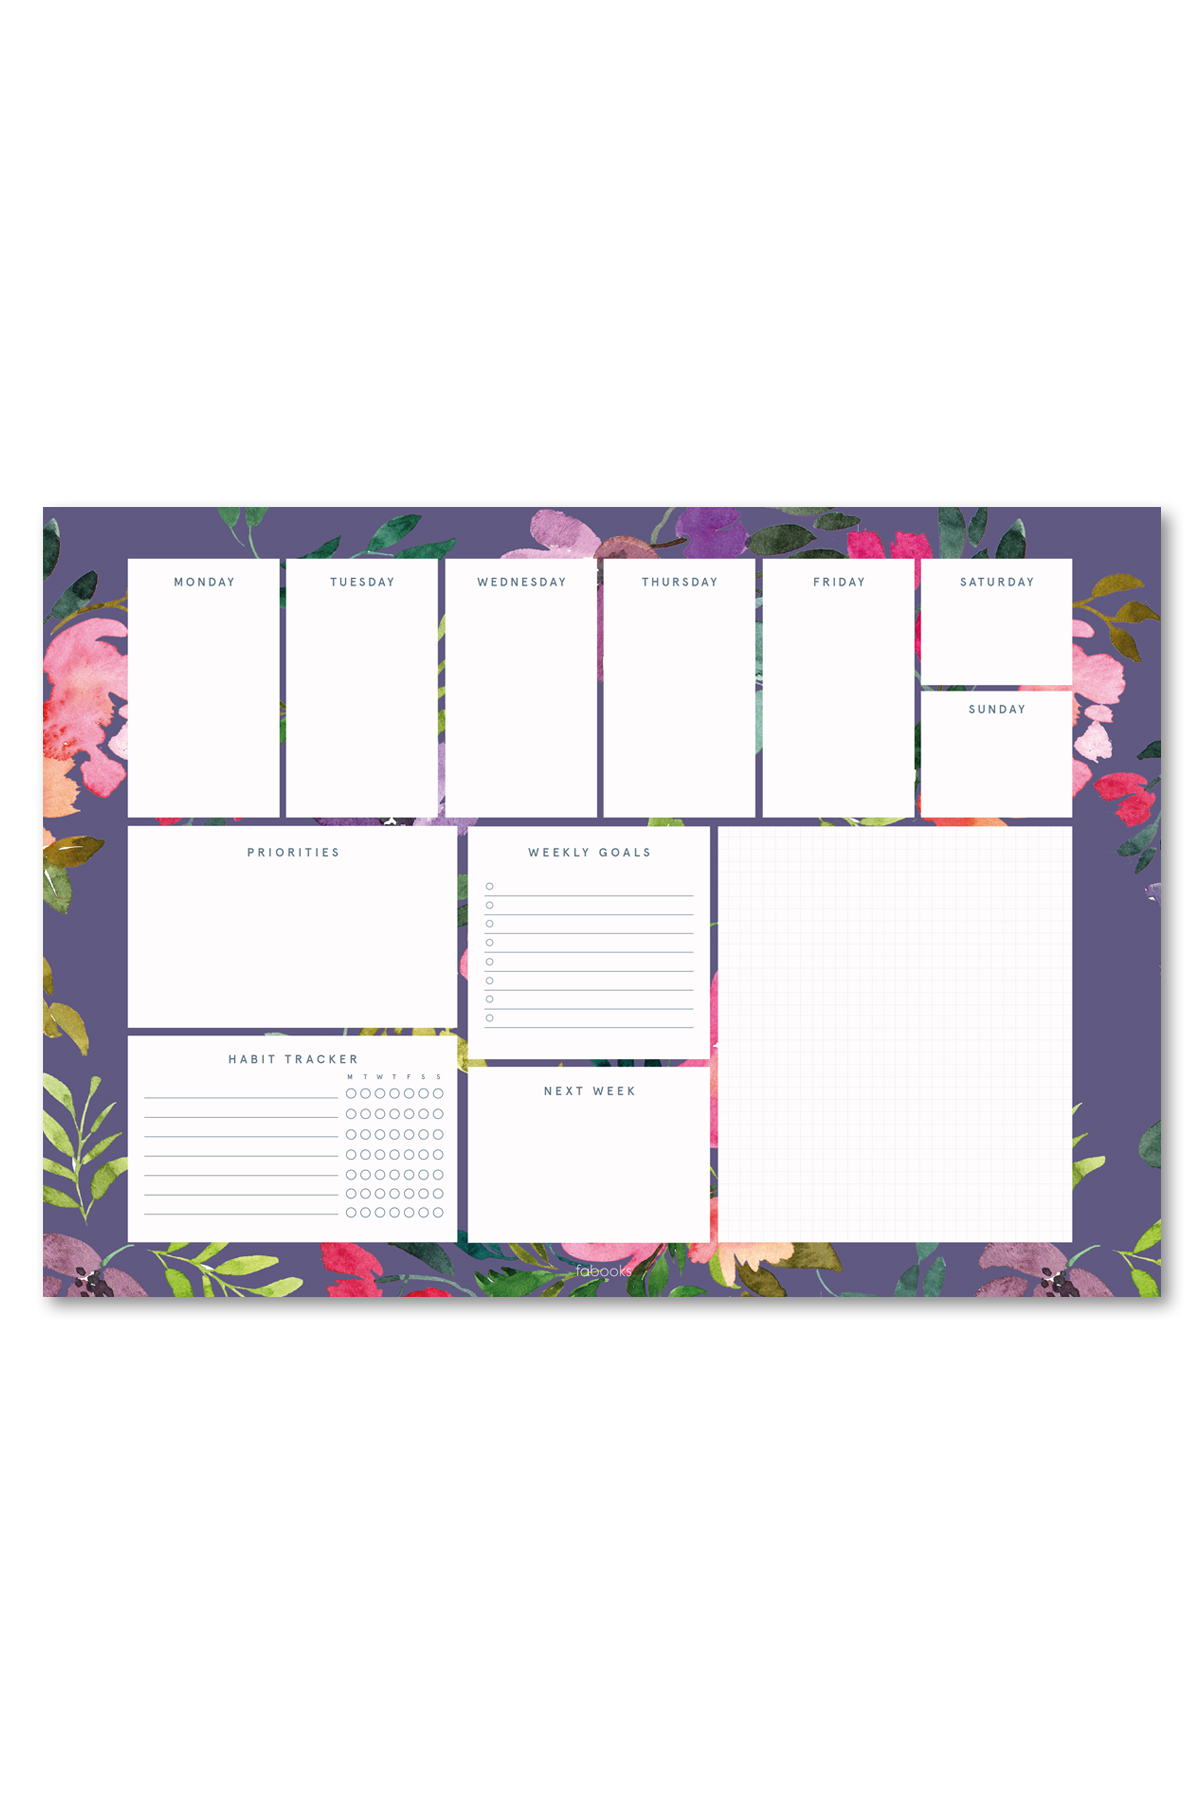 MONDAY
TUESDAY
WEDNESDAY
THURSDAY
FRIDAY
SATURDAY
SUNDAY
PRIORITIES
WEEKLY GOALS
HABIT TRACKER
M T W T F S S
NEXT WEEK
fabooks